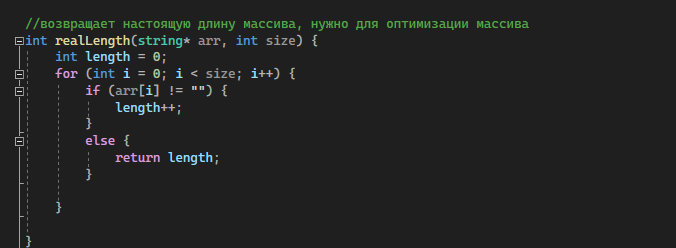 //возвращает настоящую длину массива, нужно для оптимизации массива
int realLength(string* arr, int size) {
    int length = 0;
    for (int i = 0; i < size; i++) {
        if (arr[i] != "") {
            length++;
        }
        else {
            return length;
        }
    }
}